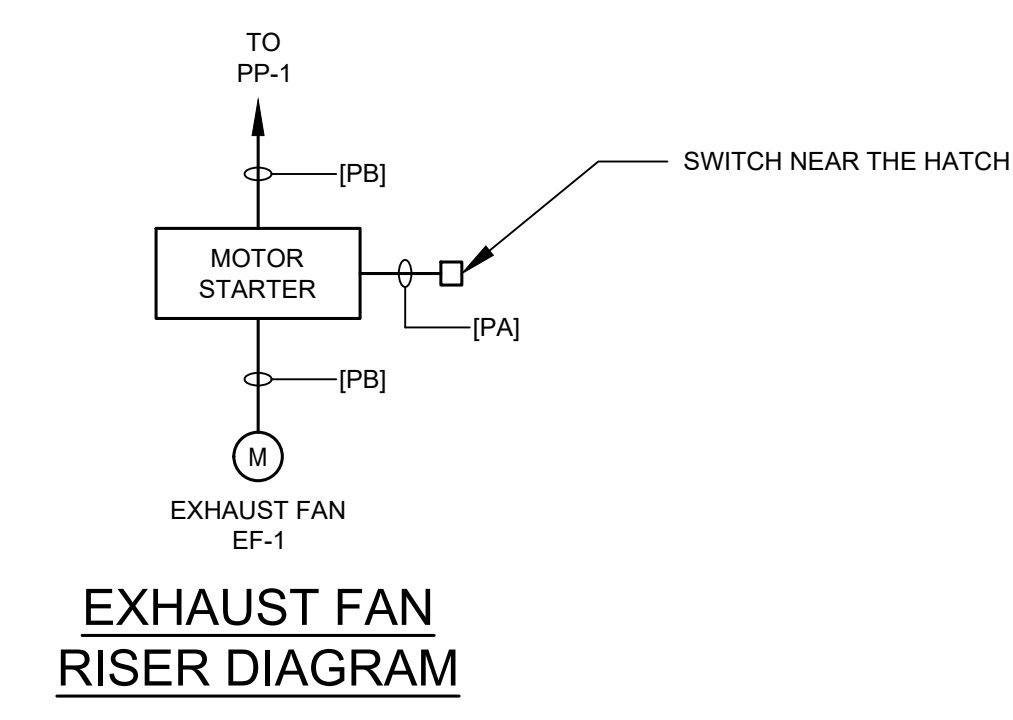 TO
PP-1
[PB]
SWITCH NEAR THE HATCH
MOTOR
STARTER
[PA]
[PB]
M
EXHAUST FAN
EF-1
EXHAUST FAN
RISER DIAGRAM